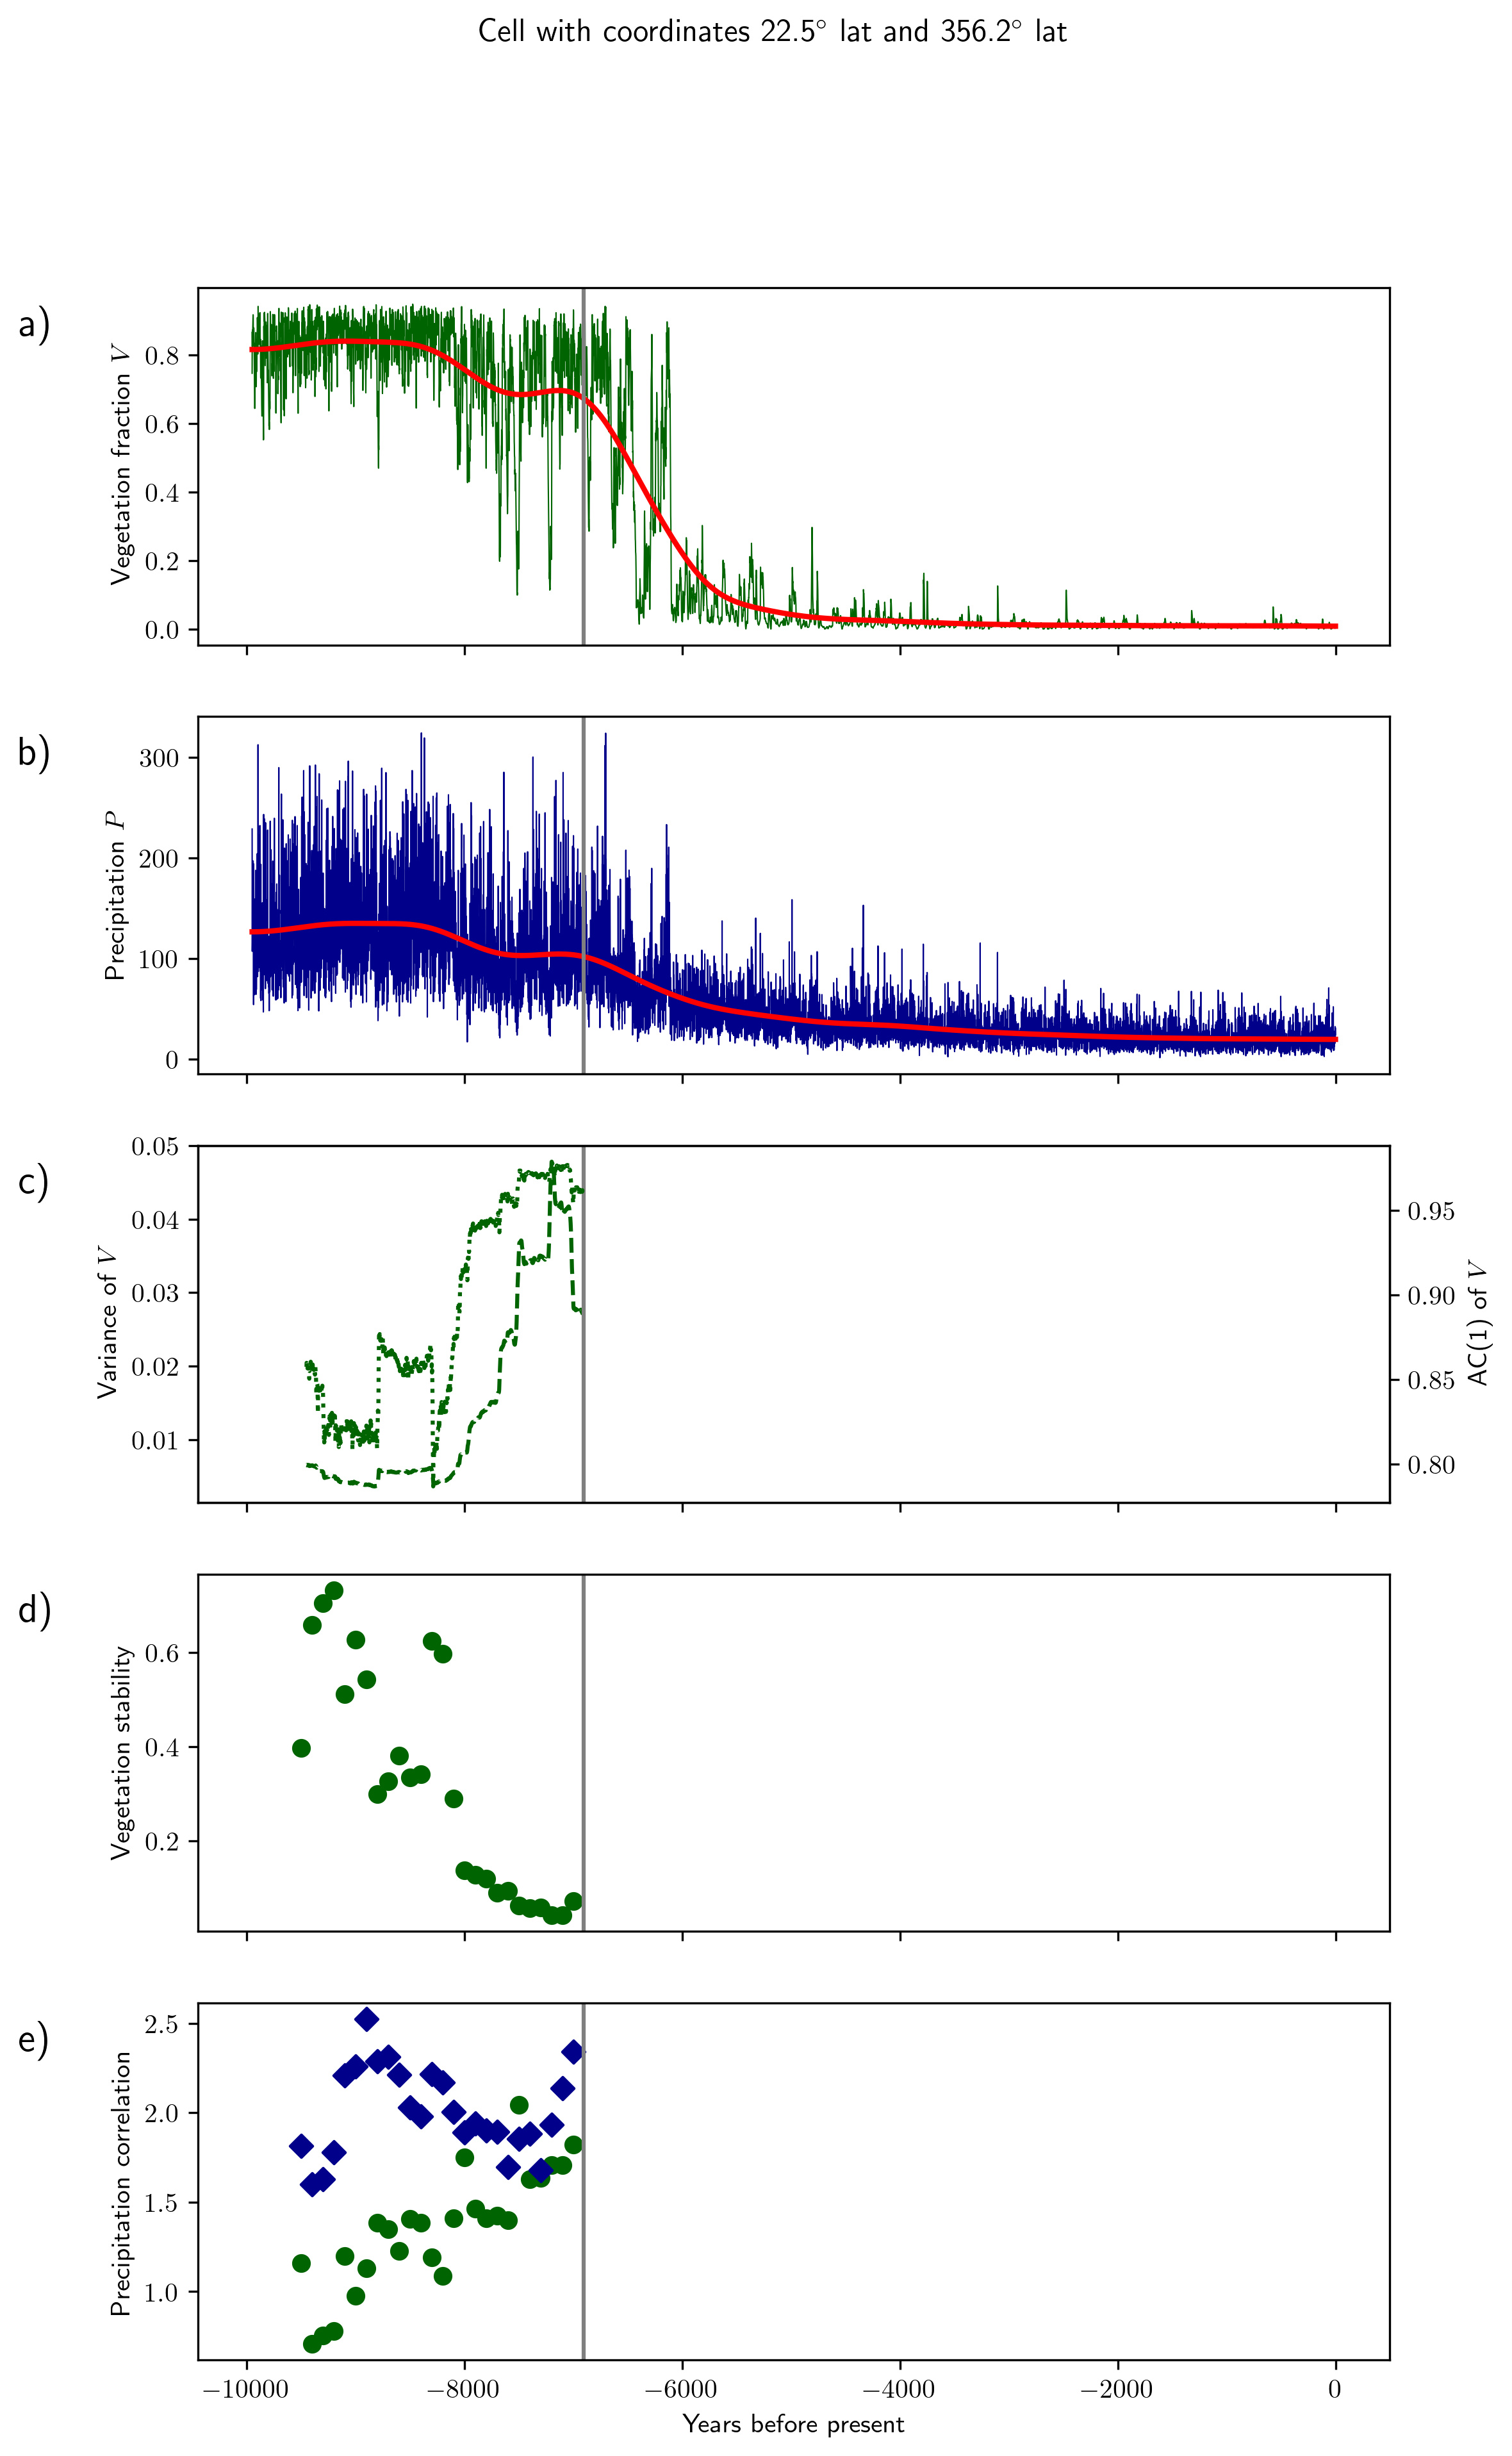 Cell with coordinates 22.5° lat and 356.2° lat
a)
Vegetation fraction V
0.8
0.6
0.4
0.2
0.0
b)
Precipitation P
300
200
100
0
c)
Variance of V
0.05
0.04
0.03
0.02
0.01
0.95
0.90
0.85
0.80
AC(1) of V
d)
Vegetation stability
0.6
0.4
0.2
e)
Precipitation correlation
2.5
2.0
1.5
1.0
−10000 −8000 −6000 −4000 −2000 0
Years before present